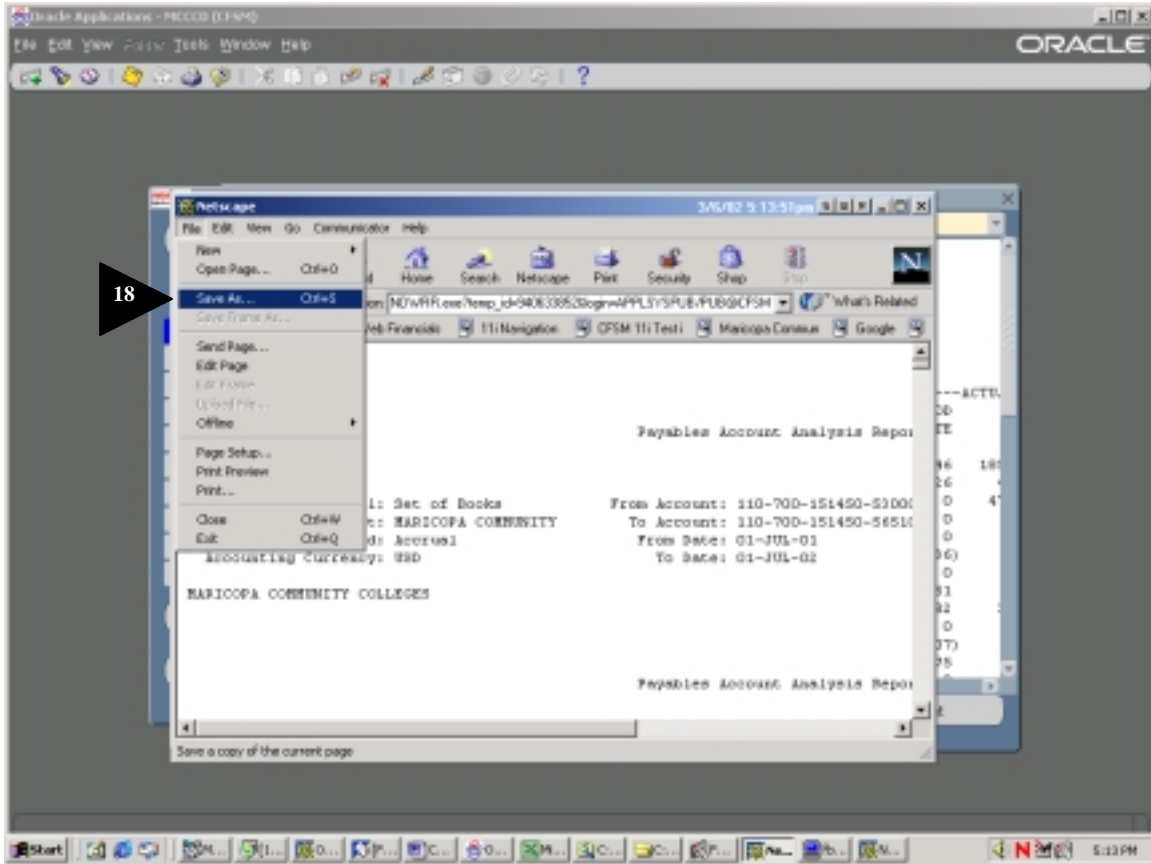 Oracle Applications - MCCCD (CFSM)
File Edit View Folder Tools Window Help
ORACLE
Netscape 3/6/02 5:13:51pm
File Edit View Go Communicator Help
New
Open Page... Ctrl+O
Save As... Ctrl+S
Save Frame As...
Send Page...
Edit Page
Edit Frame
Upload File...
Offline
Page Setup...
Print Preview
Print...
Close Ctrl+W
Exit Ctrl+Q
18
Home Search Netscape Print Security Shop Stop
What's Related
Web Financials 11i Navigation CFSM 11i Testi Maricopa Commun Google
Payables Account Analysis Repor
l: Set of Books From Account: 110-700-151450-53000
t: MARICOPA COMMUNITY To Account: 110-700-151450-56510
d: Accrual From Date: 01-JUL-01
Accounting Currency: USD To Date: 01-JUL-02
MARICOPA COMMUNITY COLLEGES
Payables Account Analysis Repor
---ACTU
Save a copy of the current page
Start
5:13 PM